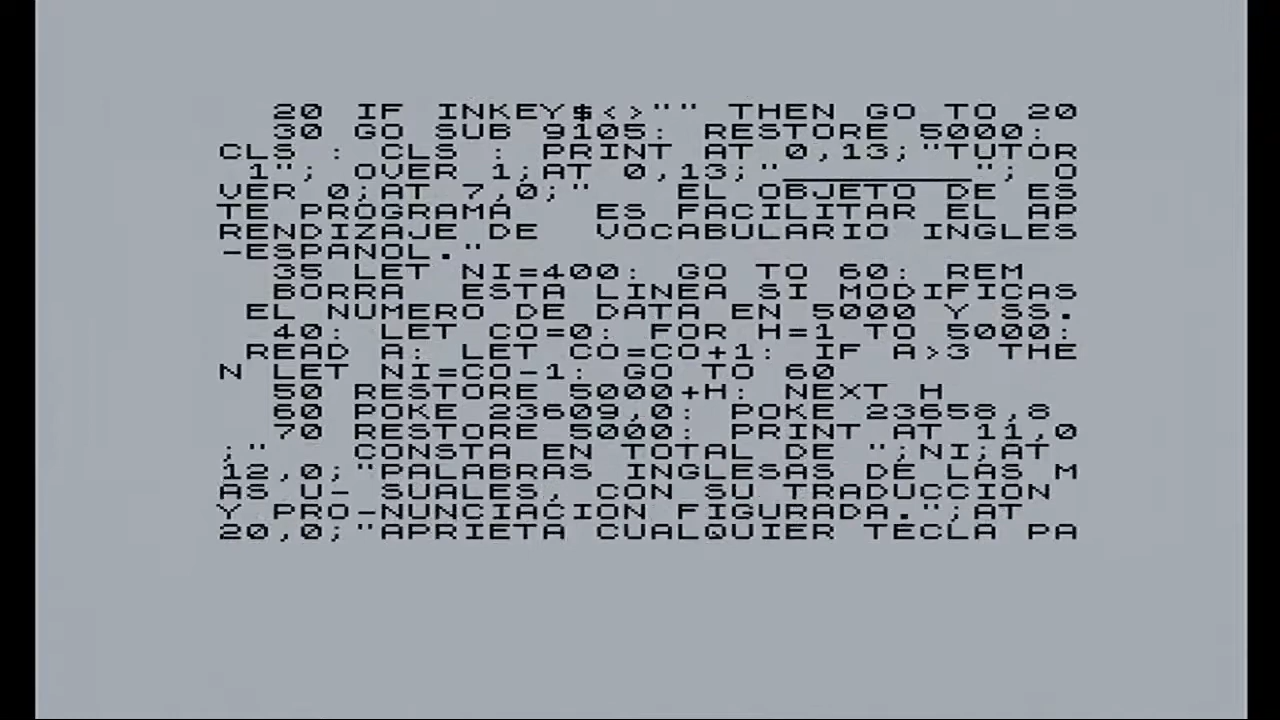 20 IF INKEY$<>"" THEN GO TO 20
30 GO SUB 9105: RESTORE 5000:
CLS : CLS : PRINT AT 0,13;"TUTOR
1"; OVER 1;AT 0,13;"_______"; O
VER 0;AT 7,0;" EL OBJETO DE ES
TE PROGRAMA ES FACILITAR EL AP
RENDIZAJE DE VOCABULARIO INGLES
-ESPANOL."
35 LET NI=400: GO TO 60: REM
BORRA ESTA LINEA SI MODIFICAS
EL NUMERO DE DATA EN 5000 Y SS.
40: LET CO=0: FOR H=1 TO 5000:
READ A: LET CO=CO+1: IF A>3 THE
N LET NI=CO-1: GO TO 60
50 RESTORE 5000+H: NEXT H
60 POKE 23609,0: POKE 23658,8
70 RESTORE 5000: PRINT AT 11,0
;" CONSTA EN TOTAL DE ";NI;AT
12,0;"PALABRAS INGLESAS DE LAS M
AS U- SUALES, CON SU TRADUCCION
Y PRO-NUNCIACION FIGURADA.";AT
20,0;"APRIETA CUALQUIER TECLA PA